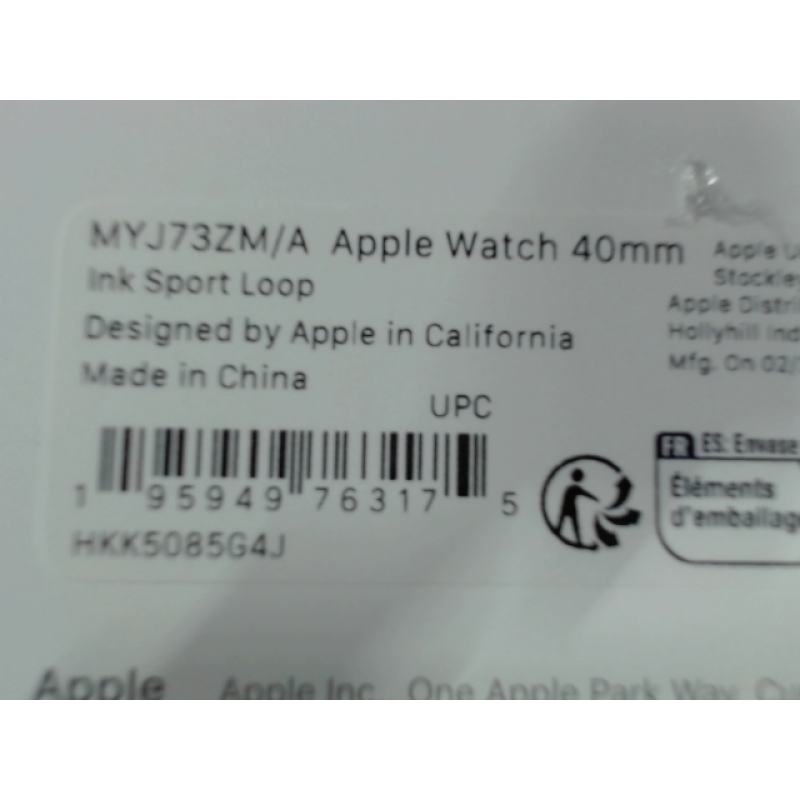 MYJ73ZM/A Apple Watch 40mm
Ink Sport Loop
Designed by Apple in California
Made in China
UPC
1 95949 76317 5
HKK5085G4J
Apple
Stockley
Apple Distri
Hollyhill Ind
Mfg. On 02/
FR ES: Envase
Éléments
d'emballag
Apple Apple Inc. One Apple Park Way, Cu